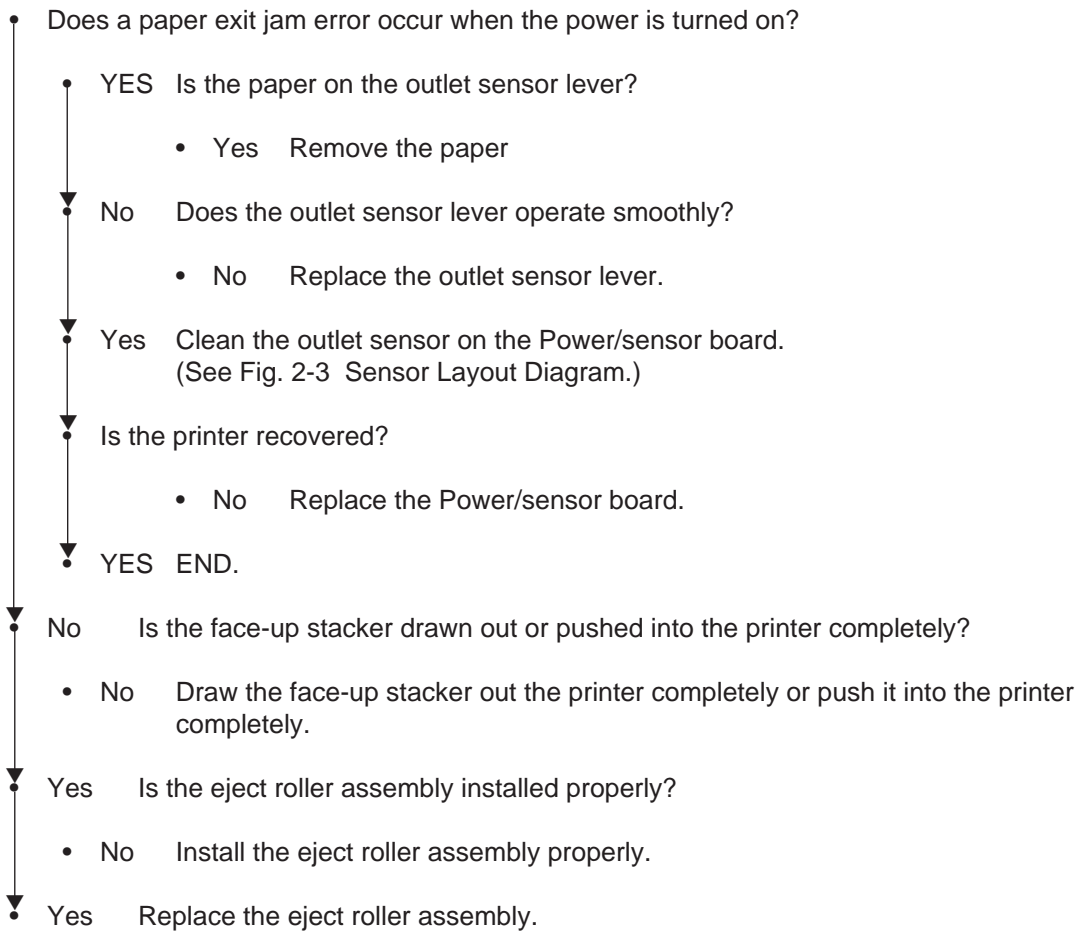 • Does a paper exit jam error occur when the power is turned on?
• YES Is the paper on the outlet sensor lever?
• Yes Remove the paper
• No Does the outlet sensor lever operate smoothly?
• No Replace the outlet sensor lever.
• Yes Clean the outlet sensor on the Power/sensor board.
(See Fig. 2-3 Sensor Layout Diagram.)
• Is the printer recovered?
• No Replace the Power/sensor board.
• YES END.
• No Is the face-up stacker drawn out or pushed into the printer completely?
• No Draw the face-up stacker out the printer completely or push it into the printer
completely.
• Yes Is the eject roller assembly installed properly?
• No Install the eject roller assembly properly.
• Yes Replace the eject roller assembly.